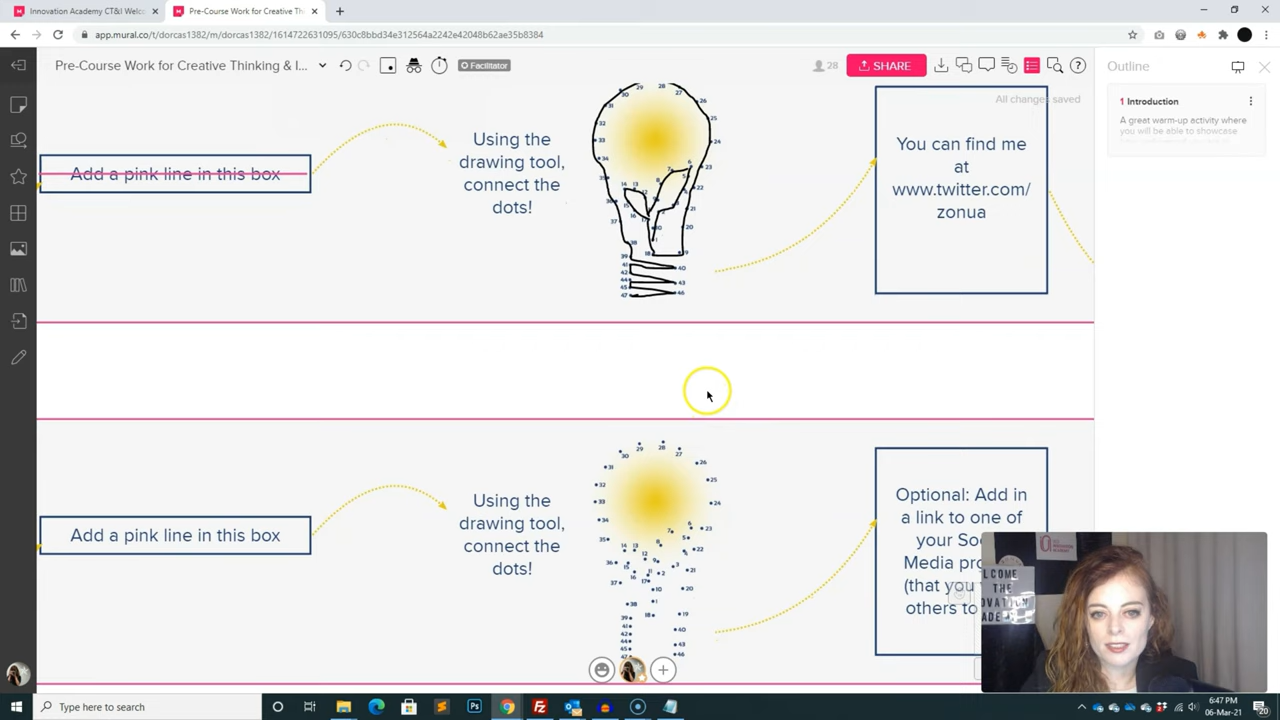 Innovation Academy CT&I Welc
Pre-Course Work for Creative Thin
app.mural.co/t/dorcas1382/m/dorcas1382/1614722631095/630c8bbd34e312564a2242e42048b62ae35b8384
Pre-Course Work for Creative Thinking & I...
Facilitator
28
SHARE
Outline
All changes saved
1 Introduction
A great warm-up activity where
you will be able to showcase
Add a pink line in this box
Using the
drawing tool,
connect the
dots!
You can find me
at
www.twitter.com/
zonua
Add a pink line in this box
Using the
drawing tool,
connect the
dots!
Optional: Add in
a link to one of
your Soc
Media pro
(that you
others to
Type here to search
6:47 PM
06-Mar-21